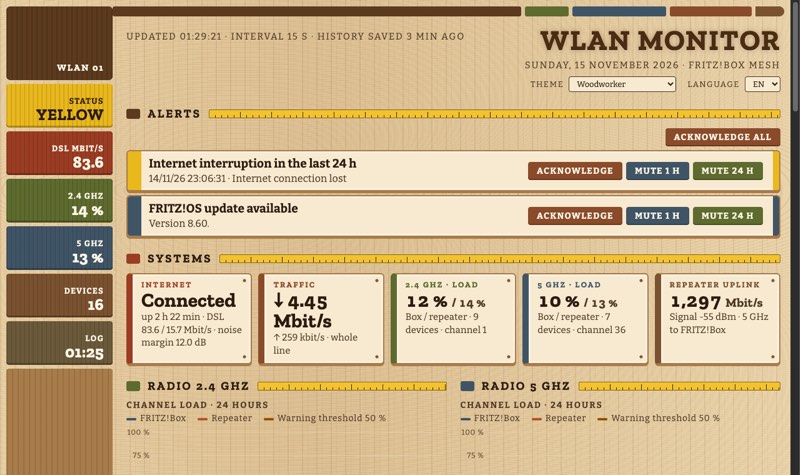 WLAN 01
STATUS
YELLOW
DSL MBIT/S
83.6
2.4 GHZ
14 %
5 GHZ
13 %
DEVICES
16
LOG
01:25
UPDATED 01:29:21 · INTERVAL 15 S · HISTORY SAVED 3 MIN AGO
WLAN MONITOR
SUNDAY, 15 NOVEMBER 2026 · FRITZ!BOX MESH
THEME Woodworker LANGUAGE EN
ALERTS
ACKNOWLEDGE ALL
Internet interruption in the last 24 h
14/11/26 23:06:31 · Internet connection lost
ACKNOWLEDGE MUTE 1 H MUTE 24 H
FRITZ!OS update available
Version 8.60.
ACKNOWLEDGE MUTE 1 H MUTE 24 H
SYSTEMS
INTERNET
Connected
up 2 h 22 min · DSL
83.6 / 15.7 Mbit/s · noise
margin 12.0 dB
TRAFFIC
↓ 4.45
Mbit/s
↑ 259 kbit/s · whole
line
2.4 GHZ · LOAD
12 % / 14 %
Box / repeater · 9
devices · channel 1
5 GHZ · LOAD
10 % / 13 %
Box / repeater · 7
devices · channel 36
REPEATER UPLINK
1,297 Mbit/s
Signal -55 dBm · 5 GHz
to FRITZ!Box
RADIO 2.4 GHZ
CHANNEL LOAD · 24 HOURS
FRITZ!Box Repeater Warning threshold 50 %
100 %
75 %
RADIO 5 GHZ
CHANNEL LOAD · 24 HOURS
FRITZ!Box Repeater Warning threshold 50 %
100 %
75 %